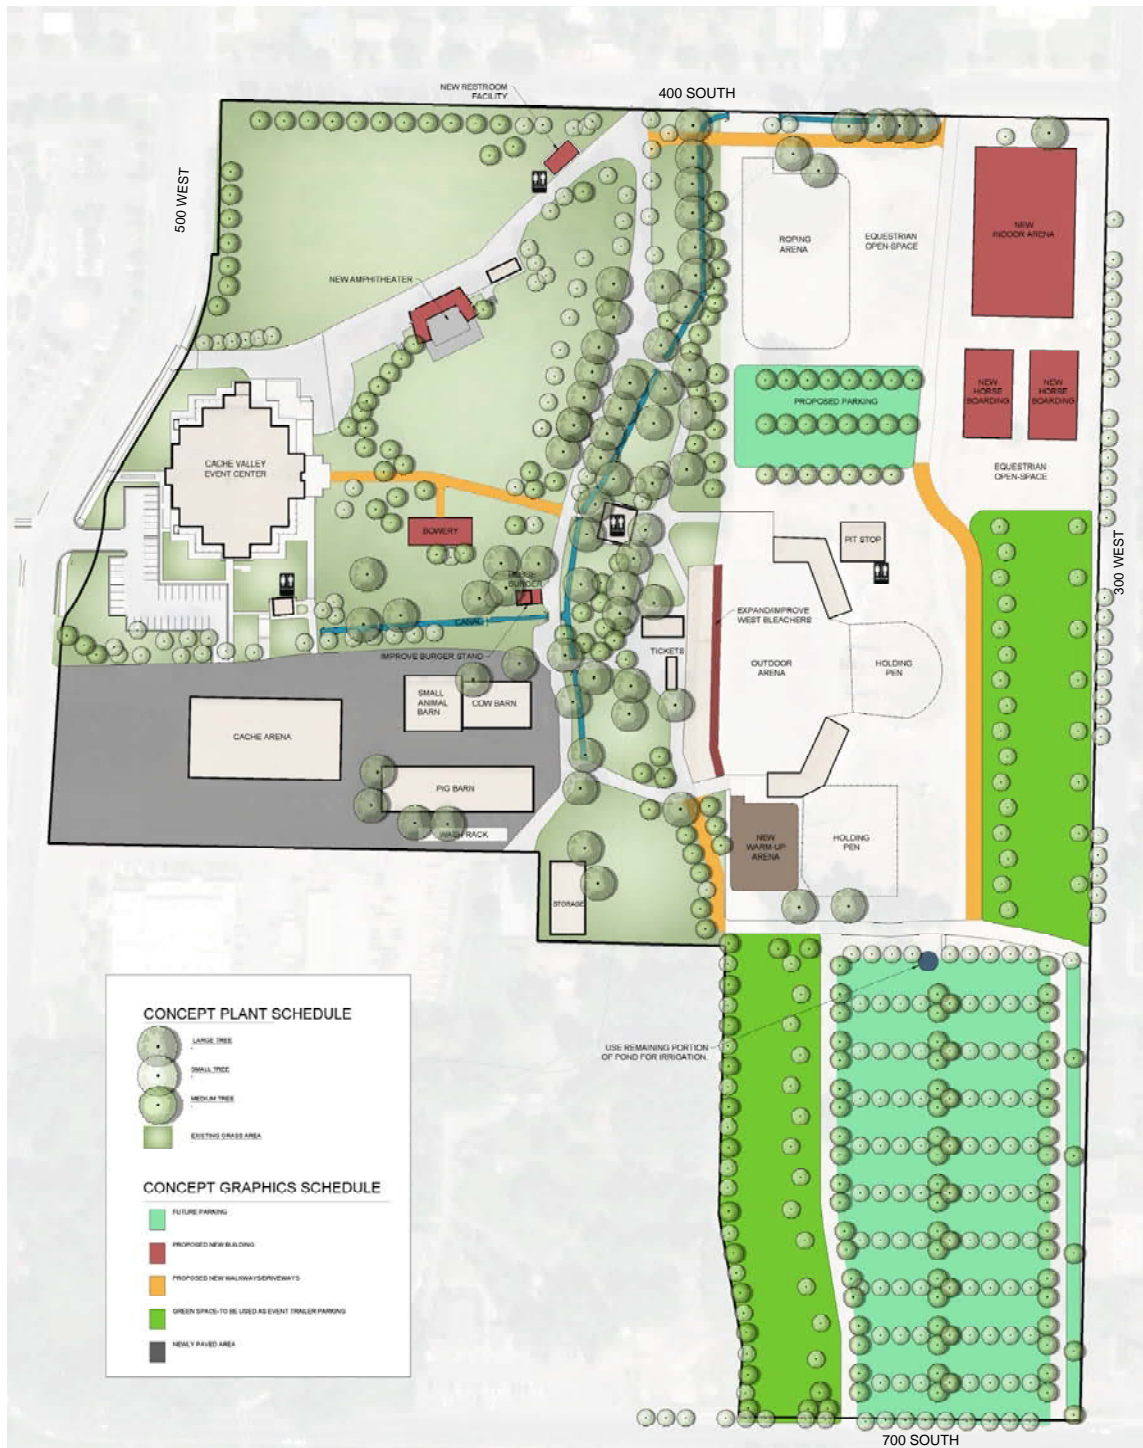 NEW RESTROOM
FACILITY
400 SOUTH
500 WEST
NEW
INDOOR ARENA
ROPING
ARENA
EQUESTRIAN
OPEN-SPACE
NEW AMPHITHEATER
NEW
HORSE
BOARDING
NEW
HORSE
BOARDING
PROPOSED PARKING
CACHE VALLEY
EVENT CENTER
EQUESTRIAN
OPEN-SPACE
BOWERY
PIT STOP
300 WEST
BURGER
EXPAND/IMPROVE
WEST BLEACHERS
CANAL
TICKETS
IMPROVE BURGER STAND
OUTDOOR
ARENA
HOLDING
PEN
SMALL
ANIMAL
BARN
COW BARN
CACHE ARENA
PIG BARN
WASH RACK
NEW
WARM-UP
ARENA
HOLDING
PEN
STORAGE
USE REMAINING PORTION
OF POND FOR IRRIGATION.
CONCEPT PLANT SCHEDULE
LARGE TREE
SMALL TREE
MEDIUM TREE
EXISTING GRASS AREA
CONCEPT GRAPHICS SCHEDULE
FUTURE PARKING
PROPOSED NEW BUILDING
PROPOSED NEW WALKWAYS/DRIVEWAYS
GREEN SPACE-TO BE USED AS EVENT TRAILER PARKING
NEWLY PAVED AREA
700 SOUTH